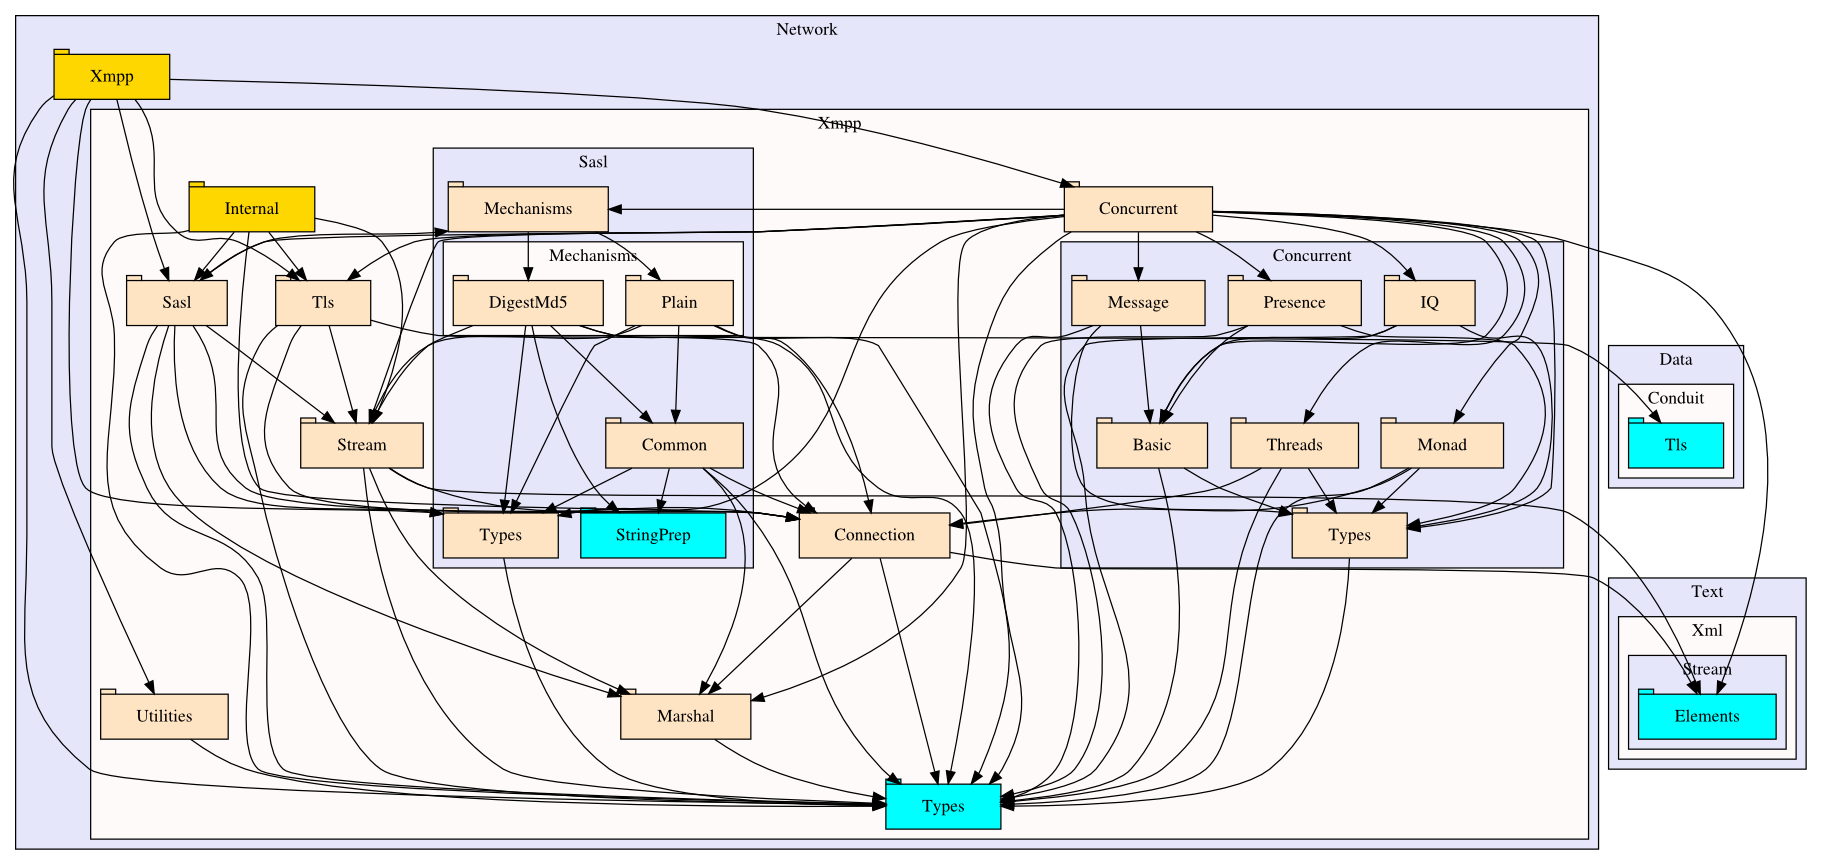 Network
Xmpp
Xmpp
Sasl
Internal
Mechanisms
Concurrent
Mechanisms
Concurrent
Sasl
Tls
DigestMd5
Plain
Message
Presence
IQ
Data
Conduit
Stream
Common
Basic
Threads
Monad
Tls
Types
StringPrep
Connection
Types
Text
Xml
Stream
Utilities
Marshal
Elements
Types